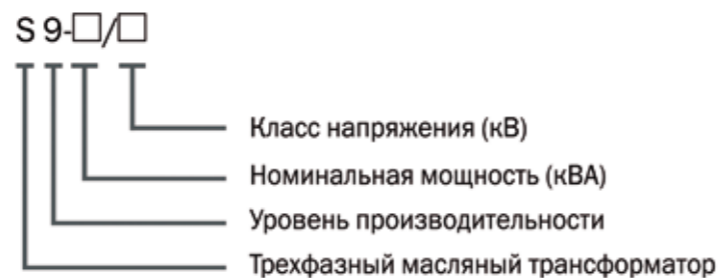 S 9-□/□
Класс напряжения (кВ)
Номинальная мощность (кВА)
Уровень производительности
Трехфазный масляный трансформатор